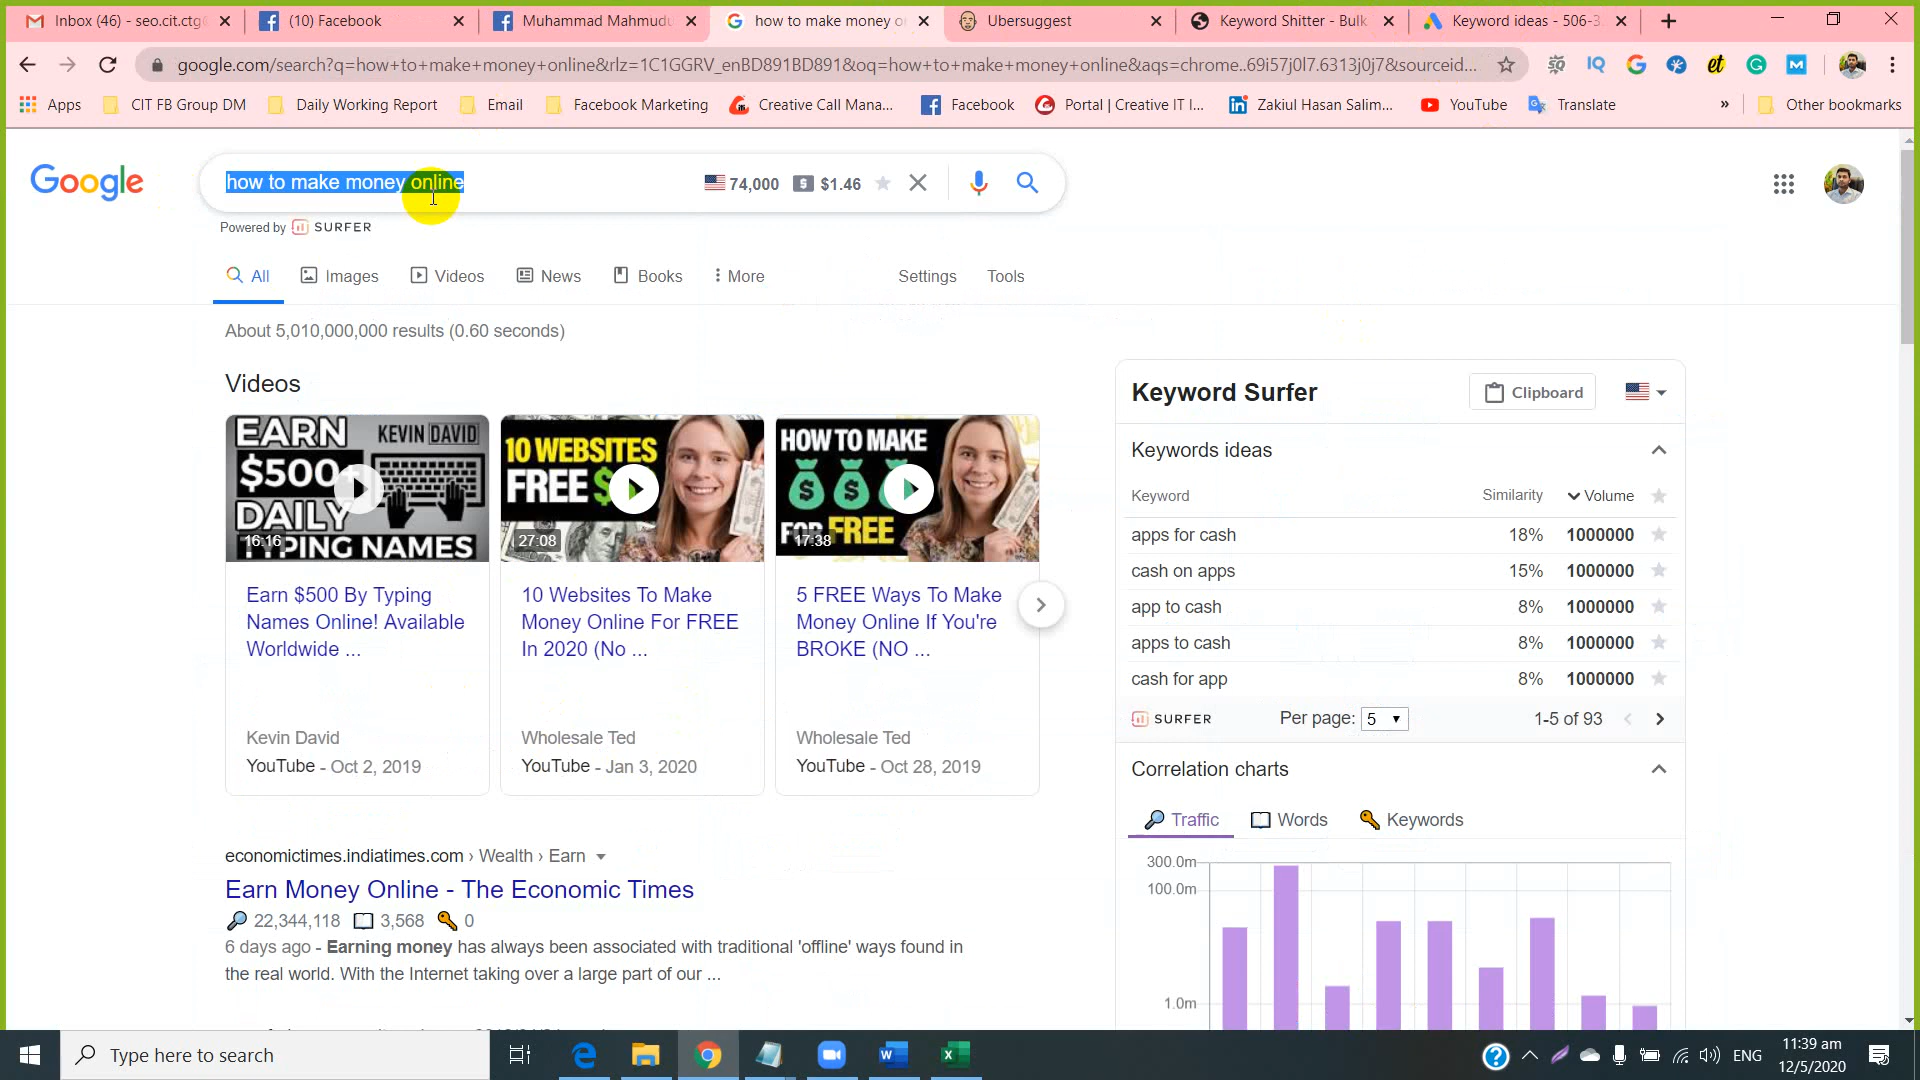 Inbox (46) - seo.cit.ctg
(10) Facebook
Muhammad Mahmudu
how to make money o
Ubersuggest
Keyword Shitter - Bulk
Keyword ideas - 506-3
google.com/search?q=how+to+make+money+online&rlz=1C1GGRV_enBD891BD891&oq=how+to+make+money+online&aqs=chrome..69i57j0l7.6313j0j7&sourceid...
Apps
CIT FB Group DM
Daily Working Report
Email
Facebook Marketing
Creative Call Mana...
Facebook
Portal | Creative IT I...
Zakiul Hasan Salim...
YouTube
Translate
»
Other bookmarks
Google
how to make money online
74,000
$
$1.46
Powered by SURFER
All
Images
Videos
News
Books
More
Settings
Tools
About 5,010,000,000 results (0.60 seconds)
Videos
EARN
KEVIN DAVID
$500+
DAILY
TYPING NAMES
16:16
10 WEBSITES
FREE $
27:08
HOW TO MAKE
$ $ $
FOR FREE
17:38
Earn $500 By Typing
Names Online! Available
Worldwide ...
Kevin David
YouTube - Oct 2, 2019
10 Websites To Make
Money Online For FREE
In 2020 (No ...
Wholesale Ted
YouTube - Jan 3, 2020
5 FREE Ways To Make
Money Online If You're
BROKE (NO ...
Wholesale Ted
YouTube - Oct 28, 2019
economictimes.indiatimes.com › Wealth › Earn
Earn Money Online - The Economic Times
22,344,118
3,568
0
6 days ago - Earning money has always been associated with traditional 'offline' ways found in
the real world. With the Internet taking over a large part of our ...
Keyword Surfer
Clipboard
Keywords ideas
Keyword Similarity Volume
apps for cash 18% 1000000
cash on apps 15% 1000000
app to cash 8% 1000000
apps to cash 8% 1000000
cash for app 8% 1000000
SURFER
Per page: 5
1-5 of 93
Correlation charts
Traffic
Words
Keywords
300.0m
100.0m
1.0m
Type here to search
ENG
11:39 am
12/5/2020